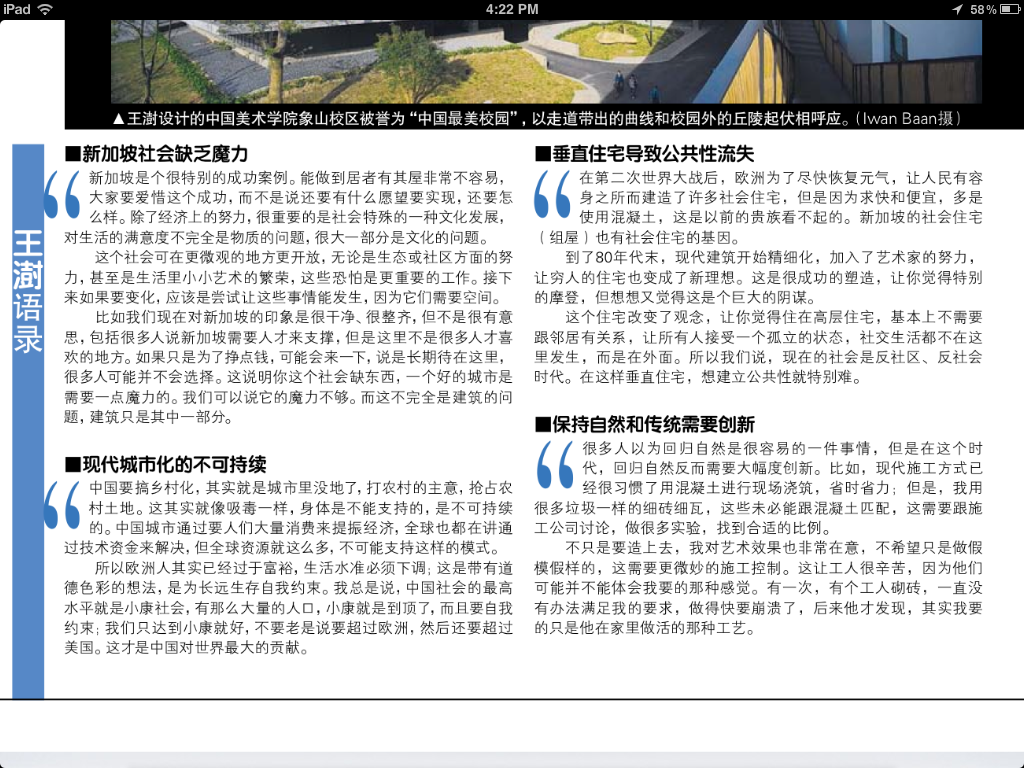 iPad
4:22 PM
58%
▲王澍设计的中国美术学院象山校区被誉为“中国最美校园”，以走道带出的曲线和校园外的丘陵起伏相呼应。(Iwan Baan摄)
王澍语录
■新加坡社会缺乏魔力
“新加坡是个很特别的成功案例。能做到居者有其屋非常不容易，
大家要爱惜这个成功，而不是说还要有什么愿望要实现，还要怎
么样。除了经济上的努力，很重要的是社会特殊的一种文化发展，
对生活的满意度不完全是物质的问题，很大一部分是文化的问题。
这个社会可在更微观的地方更开放，无论是生态或社区方面的努
力，甚至是生活里小小艺术的繁荣，这些恐怕是更重要的工作。接下
来如果要变化，应该是尝试让这些事情能发生，因为它们需要空间。
比如我们现在对新加坡的印象是很干净、很整齐，但不是很有意
思，包括很多人说新加坡需要人才来支撑，但是这里不是很多人才喜
欢的地方。如果只是为了挣点钱，可能会来一下，说是长期待在这里，
很多人可能并不会选择。这说明你这个社会缺东西，一个好的城市是
需要一点魔力的。我们可以说它的魔力不够。而这不完全是建筑的问
题，建筑只是其中一部分。
■现代城市化的不可持续
“中国要搞乡村化，其实就是城市里没地了，打农村的主意，抢占农
村土地。这其实就像吸毒一样，身体是不能支持的，是不可持续
的。中国城市通过要人们大量消费来提振经济，全球也都在讲通
过技术资金来解决，但全球资源就这么多，不可能支持这样的模式。
所以欧洲人其实已经过于富裕，生活水准必须下调；这是带有道
德色彩的想法，是为长远生存自我约束。我总是说，中国社会的最高
水平就是小康社会，有那么大量的人口，小康就是到顶了，而且要自我
约束；我们只达到小康就好，不要老是说要超过欧洲，然后还要超过
美国。这才是中国对世界最大的贡献。
■垂直住宅导致公共性流失
“在第二次世界大战后，欧洲为了尽快恢复元气，让人民有容
身之所而建造了许多社会住宅，但是因为求快和便宜，多是
使用混凝土，这是以前的贵族看不起的。新加坡的社会住宅
（组屋）也有社会住宅的基因。
到了80年代末，现代建筑开始精细化，加入了艺术家的努力，
让穷人的住宅也变成了新理想。这是很成功的塑造，让你觉得特别
的摩登，但想想又觉得这是个巨大的阴谋。
这个住宅改变了观念，让你觉得住在高层住宅，基本上不需要
跟邻居有关系，让所有人接受一个孤立的状态，社交生活都不在这
里发生，而是在外面。所以我们说，现在的社会是反社区、反社会
时代。在这样垂直住宅，想建立公共性就特别难。
■保持自然和传统需要创新
“很多人以为回归自然是很容易的一件事情，但是在这个时
代，回归自然反而需要大幅度创新。比如，现代施工方式已
经很习惯了用混凝土进行现场浇筑，省时省力；但是，我用
很多垃圾一样的细砖细瓦，这些未必能跟混凝土匹配，这需要跟施
工公司讨论，做很多实验，找到合适的比例。
不只是要造上去，我对艺术效果也非常在意，不希望只是做假
模假样的，这需要更微妙的施工控制。这让工人很辛苦，因为他们
可能并不能体会我要的那种感觉。有一次，有个工人砌砖，一直没
有办法满足我的要求，做得快要崩溃了，后来他才发现，其实我要
的只是他在家里做活的那种工艺。